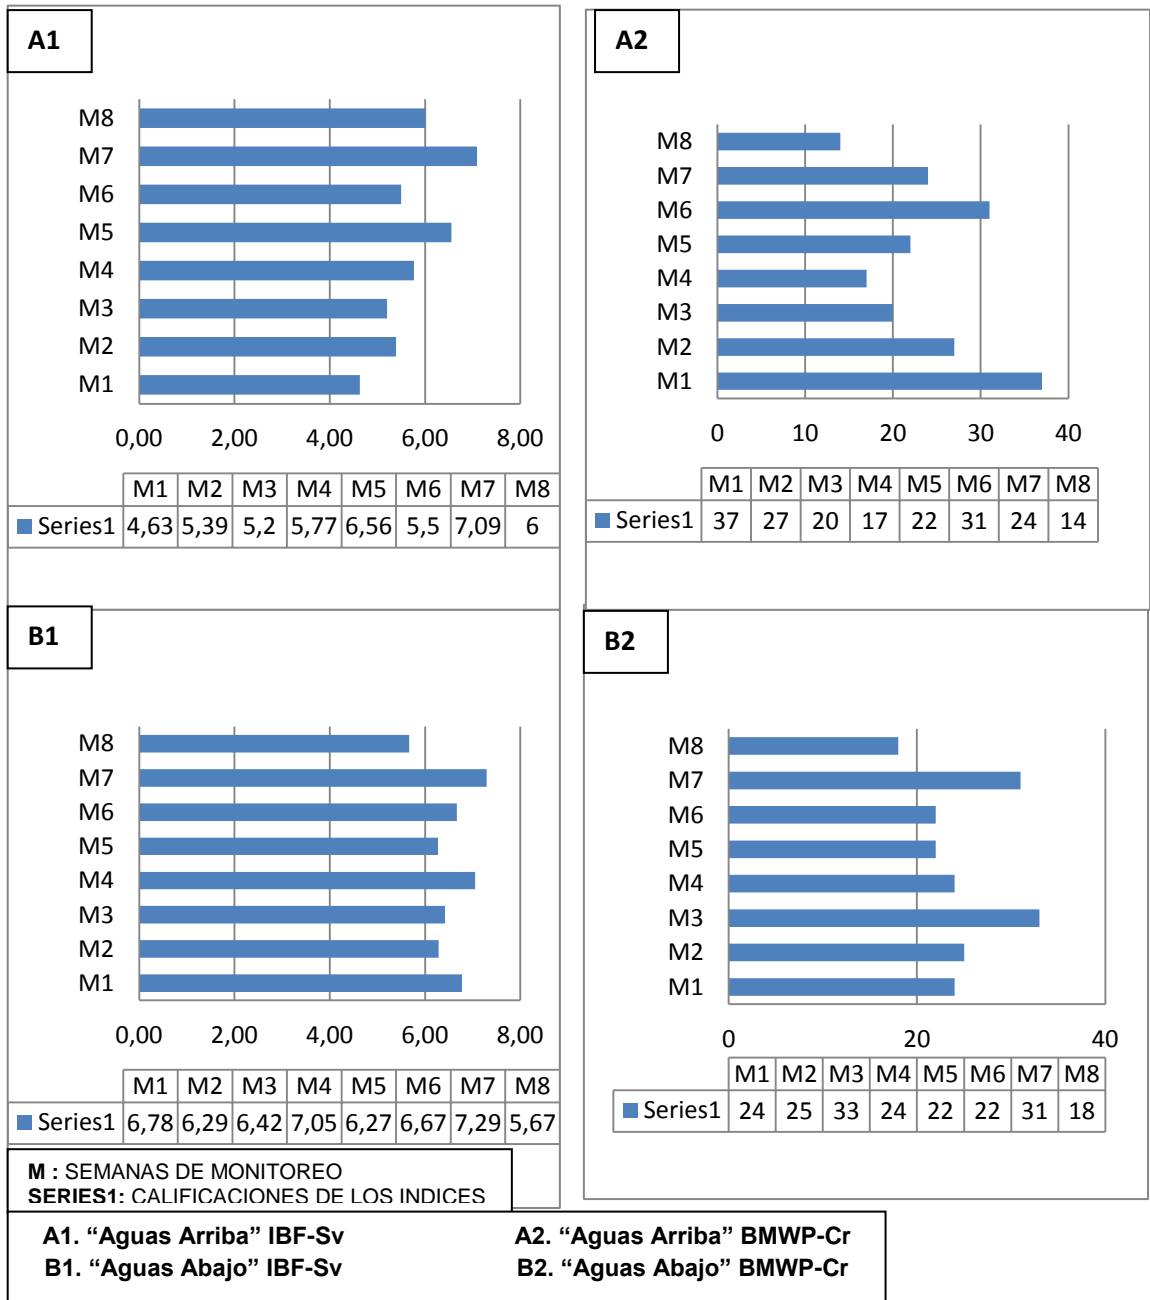 A1
M8
M7
M6
M5
M4
M3
M2
M1
0,00 2,00 4,00 6,00 8,00
M1 M2 M3 M4 M5 M6 M7 M8
Series1 4,63 5,39 5,2 5,77 6,56 5,5 7,09 6
A2
M8
M7
M6
M5
M4
M3
M2
M1
0 10 20 30 40
M1 M2 M3 M4 M5 M6 M7 M8
Series1 37 27 20 17 22 31 24 14
B1
M8
M7
M6
M5
M4
M3
M2
M1
0,00 2,00 4,00 6,00 8,00
M1 M2 M3 M4 M5 M6 M7 M8
Series1 6,78 6,29 6,42 7,05 6,27 6,67 7,29 5,67
B2
M8
M7
M6
M5
M4
M3
M2
M1
0 20 40
M1 M2 M3 M4 M5 M6 M7 M8
Series1 24 25 33 24 22 22 31 18
M : SEMANAS DE MONITOREO
SERIES1: CALIFICACIONES DE LOS INDICES
A1. “Aguas Arriba” IBF-Sv A2. “Aguas Arriba” BMWP-Cr
B1. “Aguas Abajo” IBF-Sv B2. “Aguas Abajo” BMWP-Cr